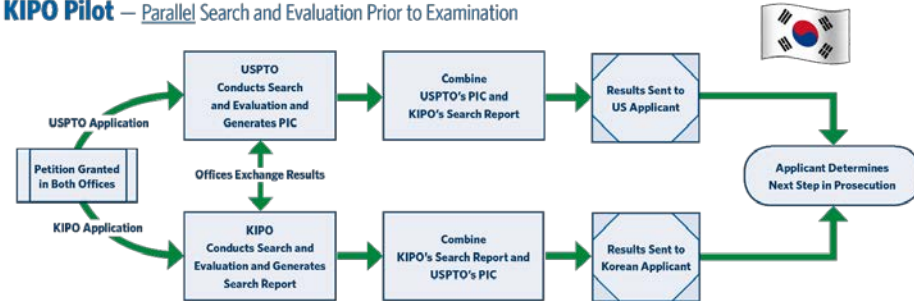 KIPO Pilot — Parallel Search and Evaluation Prior to Examination
USPTO
Conducts Search
and Evaluation and
Generates PIC
Combine
USPTO's PIC and
KIPO's Search Report
Results Sent to
US Applicant
USPTO Application
Petition Granted
in Both Offices
Offices Exchange Results
Applicant Determines
Next Step in Prosecution
KIPO Application
KIPO
Conducts Search and
Evaluation and Generates
Search Report
Combine
KIPO's Search Report and
USPTO's PIC
Results Sent to
Korean Applicant